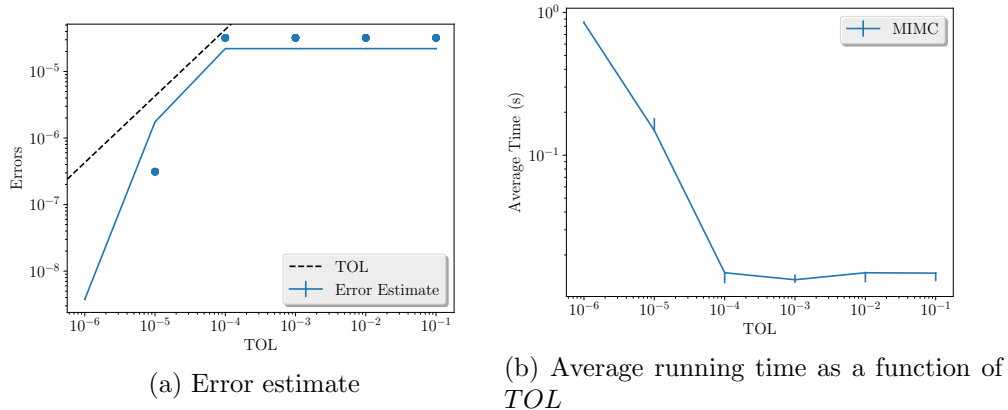 10⁻⁵
10⁻⁶
10⁻⁷
10⁻⁸
Errors
10⁻⁶ 10⁻⁵ 10⁻⁴ 10⁻³ 10⁻² 10⁻¹
TOL
TOL
Error Estimate
(a) Error estimate
10⁰
10⁻¹
Average Time (s)
MIMC
10⁻⁶ 10⁻⁵ 10⁻⁴ 10⁻³ 10⁻² 10⁻¹
TOL
(b) Average running time as a function of
TOL